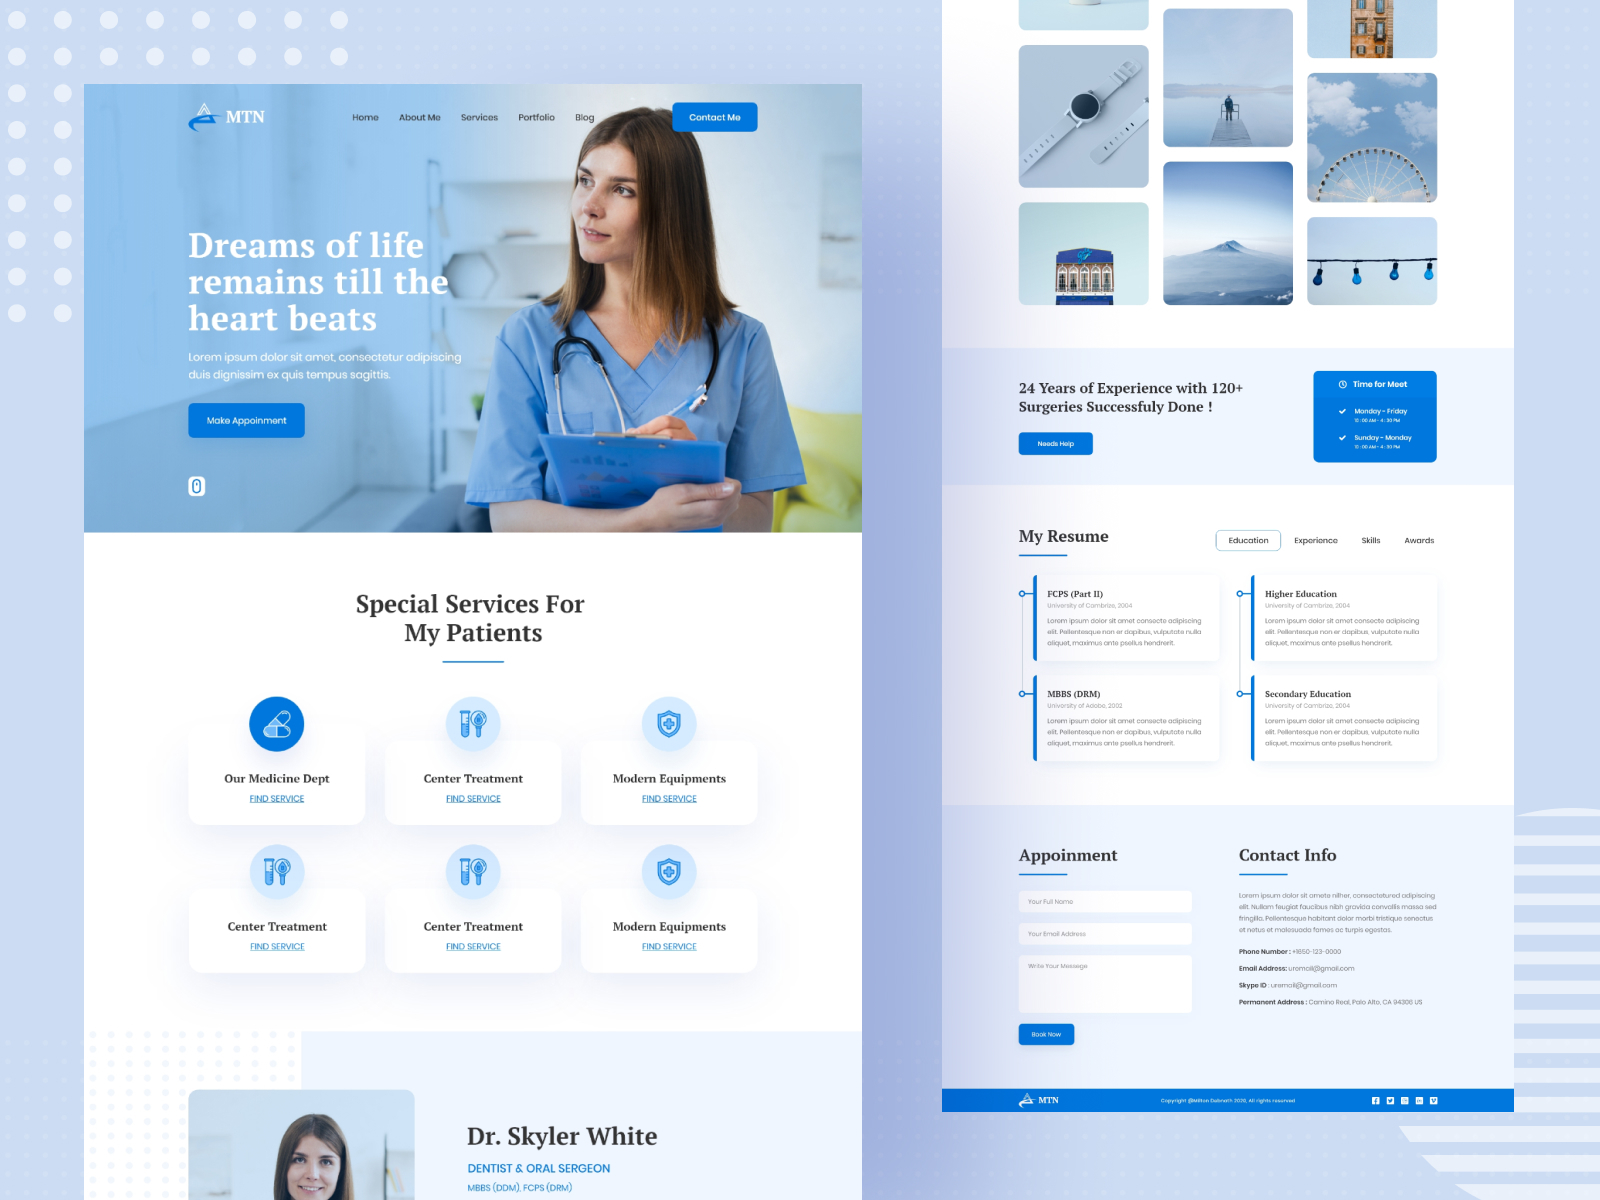 MTN
Home
About Me
Services
Portfolio
Blog
Contact Me
Dreams of life
remains till the
heart beats
Lorem ipsum dolor sit amet, consectetur adipiscing
duis dignissim ex quis tempus sagittis.
Make Appoinment
Special Services For
My Patients
Our Medicine Dept
FIND SERVICE
Center Treatment
FIND SERVICE
Modern Equipments
FIND SERVICE
Center Treatment
FIND SERVICE
Center Treatment
FIND SERVICE
Modern Equipments
FIND SERVICE
Dr. Skyler White
DENTIST & ORAL SERGEON
MBBS (DDM), FCPS (DRM)
24 Years of Experience with 120+
Surgeries Successfuly Done !
Needs Help
Time for Meet
Monday - Friday
10 : 00 AM - 4 : 30 PM
Sunday - Monday
10 : 00 AM - 4 : 30 PM
My Resume
Education
Experience
Skills
Awards
FCPS (Part II)
University of Cambrize, 2004
Lorem ipsum dolor sit amet consecte adipiscing
elit. Pellentesque non er dapibus, vulputate nulla
aliquet, maximus ante psellus hendrerit.
Higher Education
University of Cambrize, 2004
Lorem ipsum dolor sit amet consecte adipiscing
elit. Pellentesque non er dapibus, vulputate nulla
aliquet, maximus ante psellus hendrerit.
MBBS (DRM)
University of Adobe, 2002
Lorem ipsum dolor sit amet consecte adipiscing
elit. Pellentesque non er dapibus, vulputate nulla
aliquet, maximus ante psellus hendrerit.
Secondary Education
University of Cambrize, 2004
Lorem ipsum dolor sit amet consecte adipiscing
elit. Pellentesque non er dapibus, vulputate nulla
aliquet, maximus ante psellus hendrerit.
Appoinment
Your Full Name
Your Email Address
Write Your Messege
Book Now
Contact Info
Lorem ipsum dolor sit amete nifher, consectetured adipiscing
elit. Nullam feugiat faucibus nibh gravida convallis massa sed
fringilla. Pellentesque habitant dolor morbi tristique senectus
et netus et malesuada fames ac turpis egestas.
Phone Number : +1650-123-0000
Email Address: uremail@gmail.com
Skype ID : uremail@gmail.com
Permanent Address : Camino Real, Palo Alto, CA 94306 US
MTN
Copyright @Milton Debnath 2020, All rights reserved